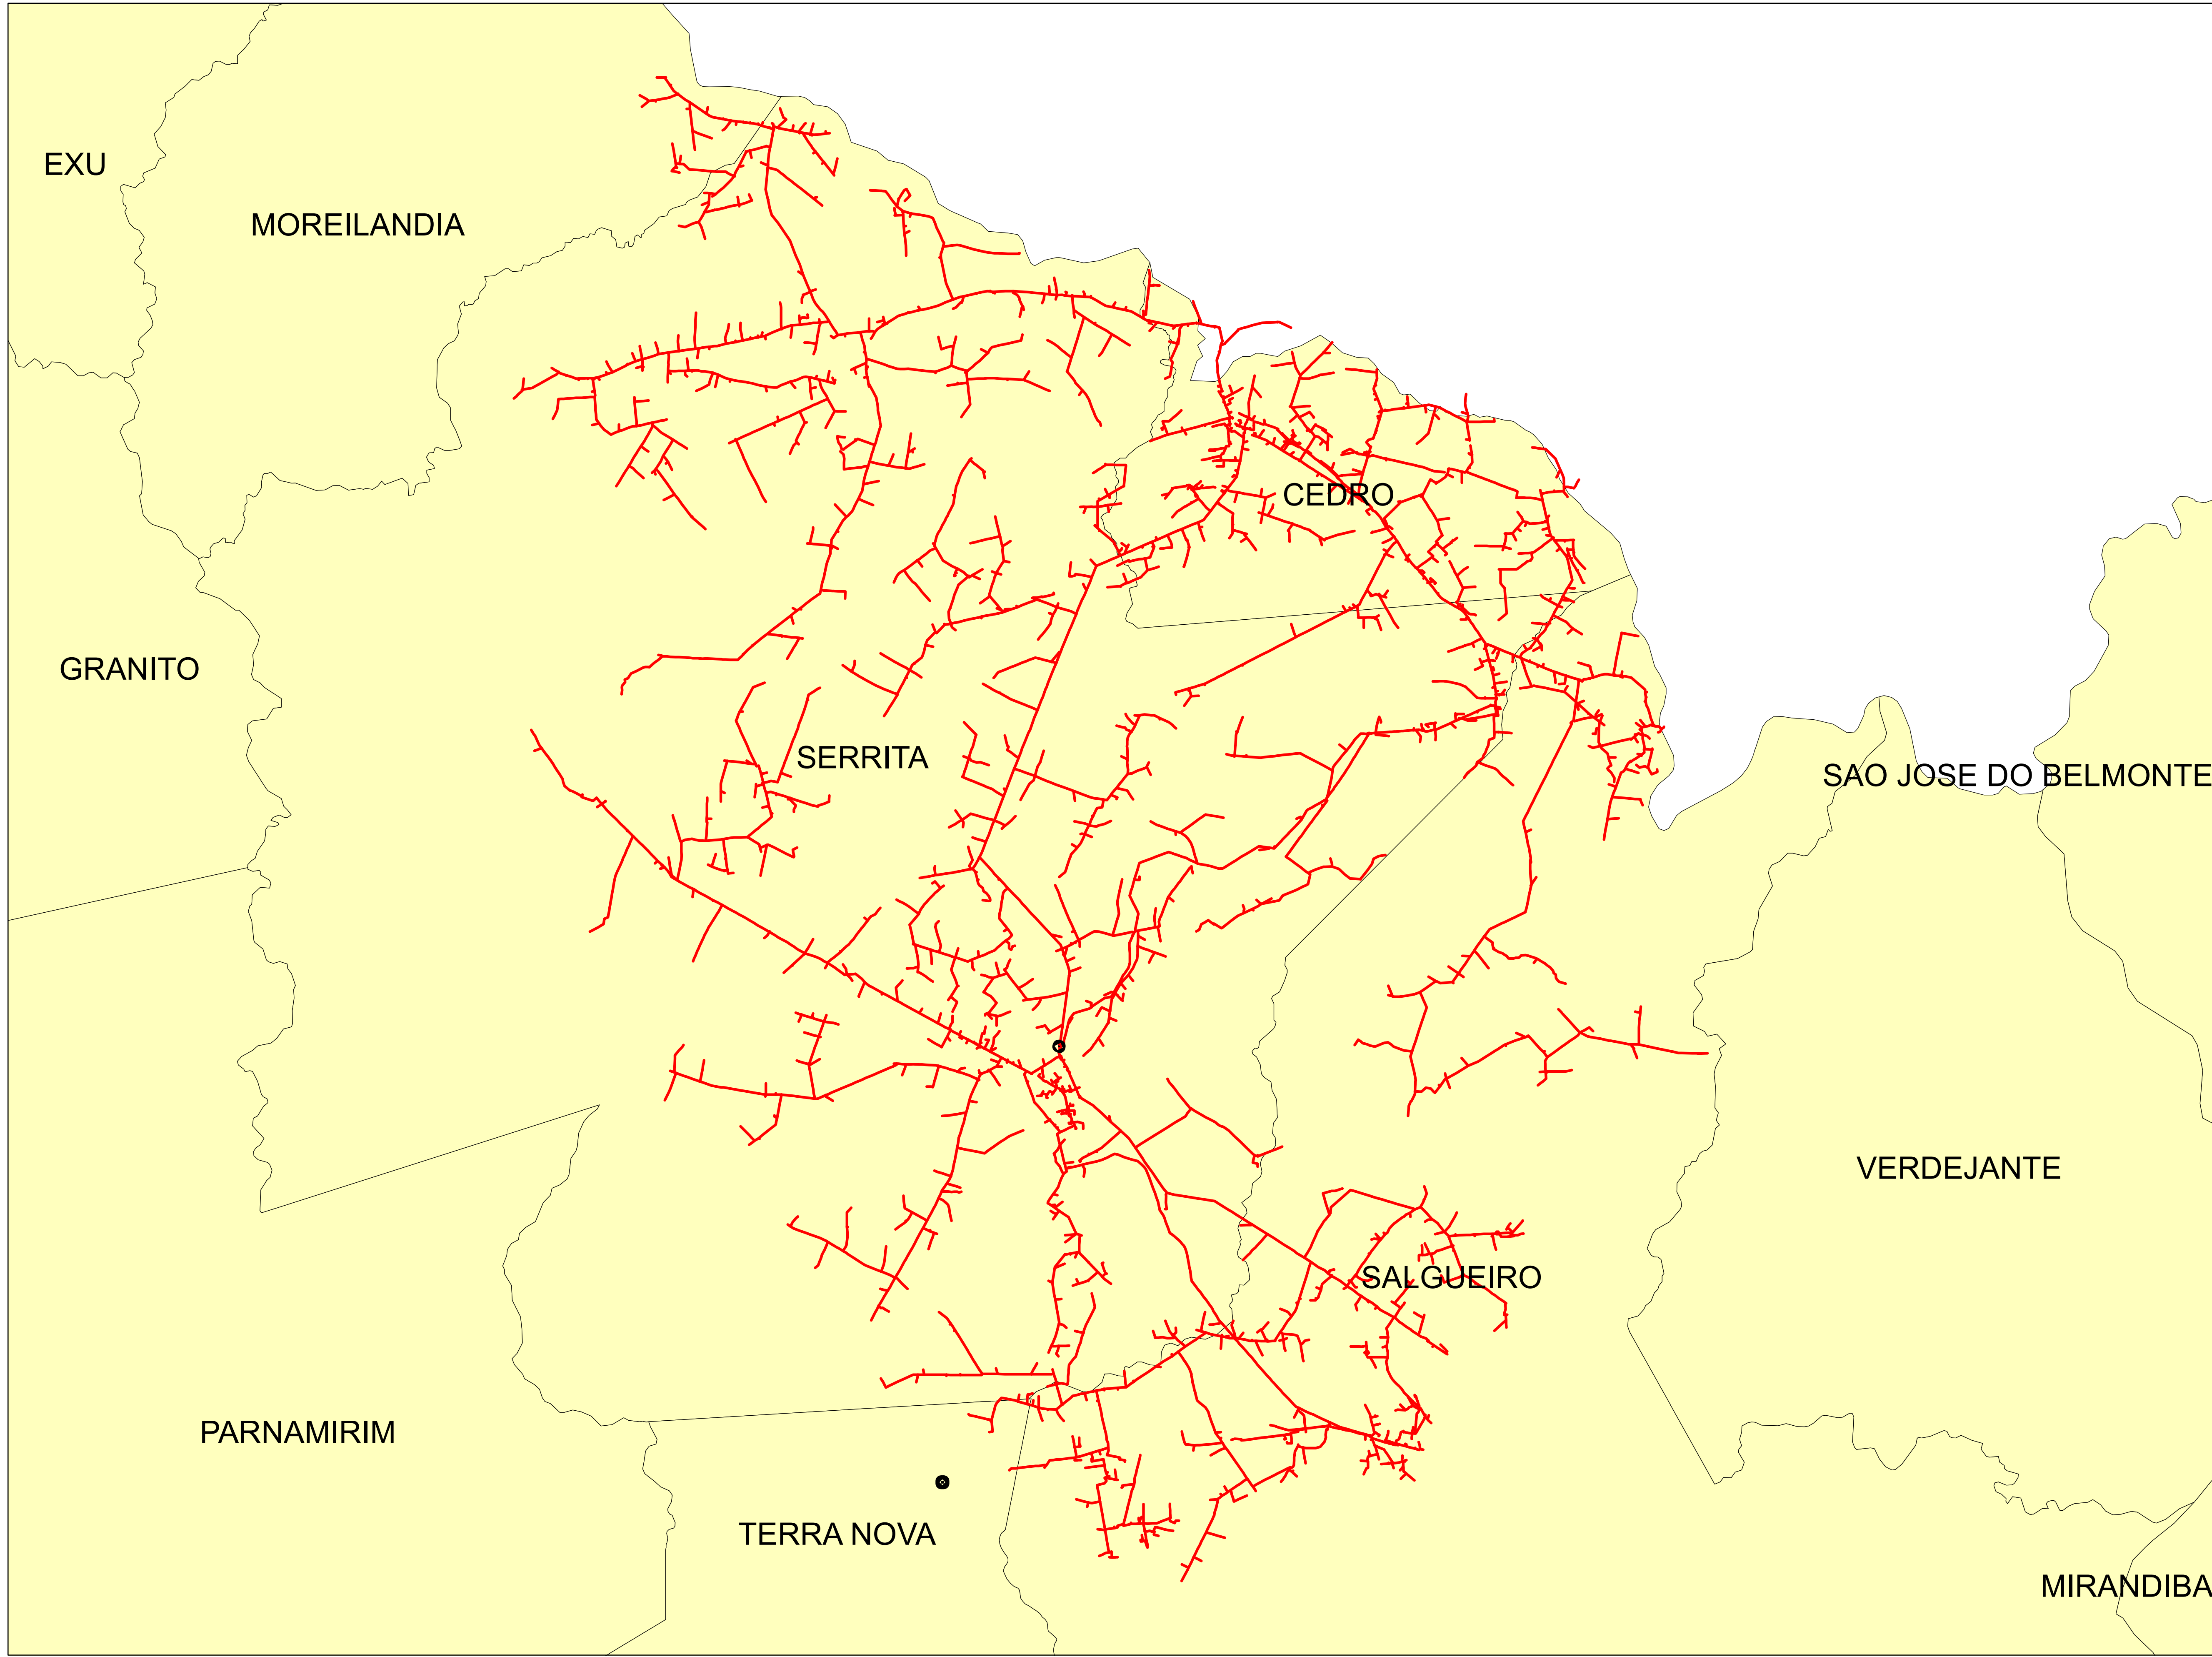 EXU
MOREILANDIA
CEDRO
GRANITO
SERRITA
SAO JOSE DO BELMONTE
VERDEJANTE
SALGUEIRO
PARNAMIRIM
TERRA NOVA
MIRANDIBA